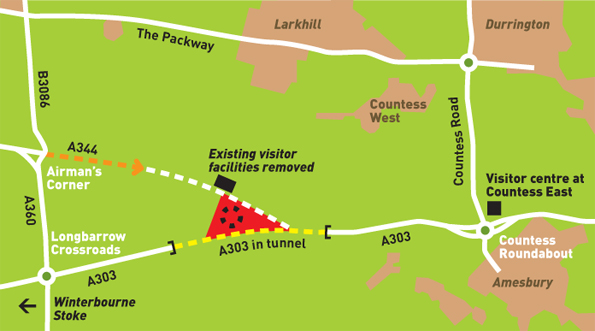 Larkhill
Durrington
The Packway
B3086
Countess
West
Countess Road
A344
Existing visitor
facilities removed
Airman's
Corner
Visitor centre at
Countess East
A360
Longbarrow
Crossroads
A303 in tunnel
A303
Countess
Roundabout
A303
Amesbury
Winterbourne
Stoke